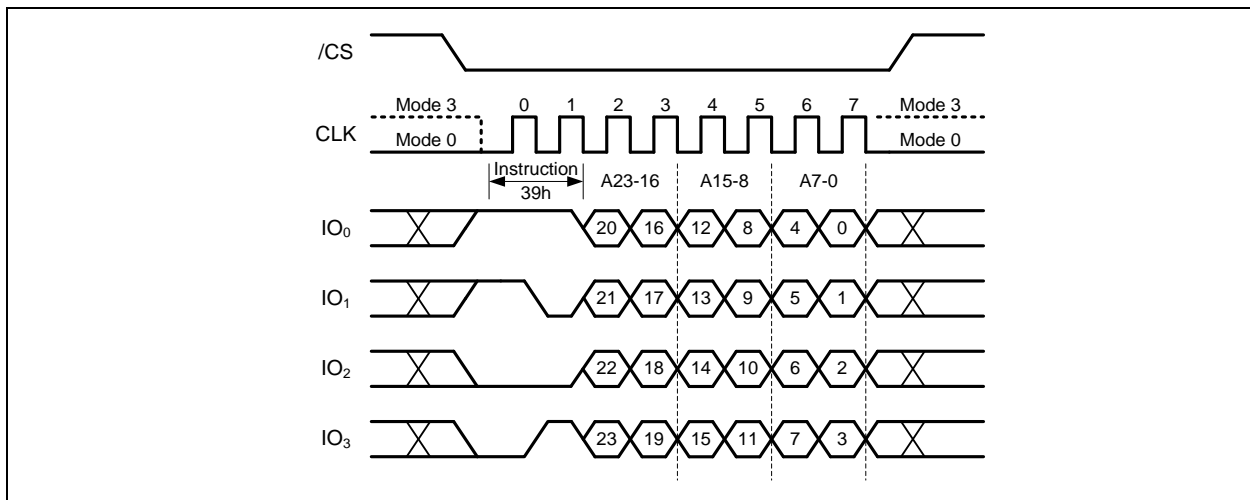 /CS
Mode 3 0 1 2 3 4 5 6 7 Mode 3
CLK
Mode 0 Mode 0
Instruction
39h
A23-16 A15-8 A7-0
IO₀ 20 16 12 8 4 0
IO₁ 21 17 13 9 5 1
IO₂ 22 18 14 10 6 2
IO₃ 23 19 15 11 7 3